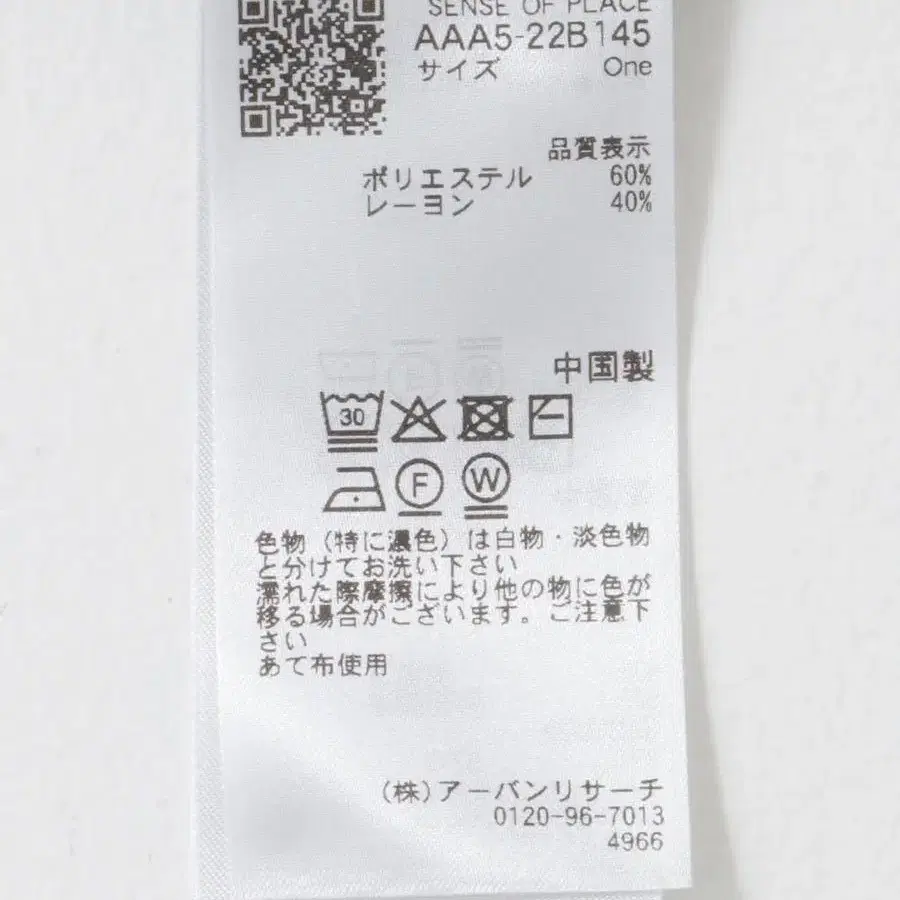 SENSE OF PLACE
AAA5-22B145
サイズ One
品質表示
ポリエステル 60%
レーヨン 40%
中国製
30
F W
色物（特に濃色）は白物・淡色物
と分けてお洗い下さい
濡れた際摩擦により他の物に色が
移る場合がございます。ご注意下
さい
あて布使用
(株)アーバンリサーチ
0120-96-7013
4966